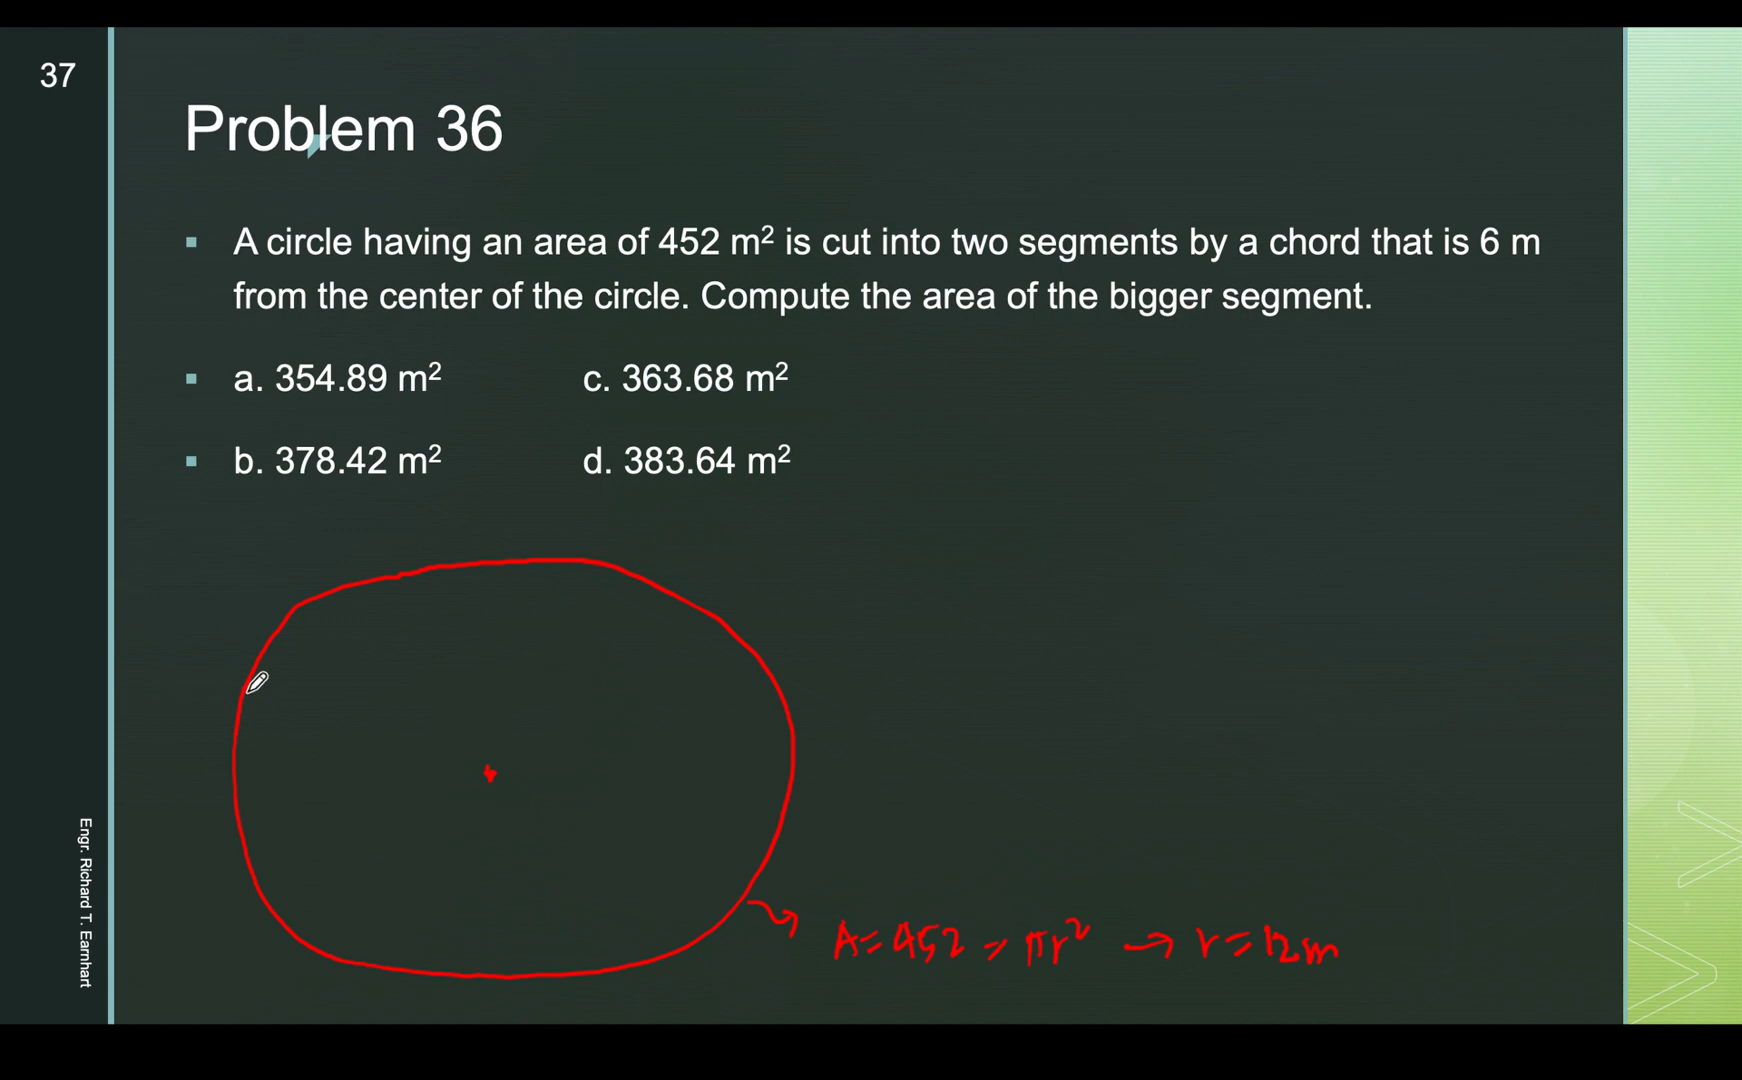 37
Problem 36
A circle having an area of 452 m² is cut into two segments by a chord that is 6 m
from the center of the circle. Compute the area of the bigger segment.
a. 354.89 m² c. 363.68 m²
b. 378.42 m² d. 383.64 m²
A = 452 = πr² → r = 12m
Engr. Richard T. Earnhart